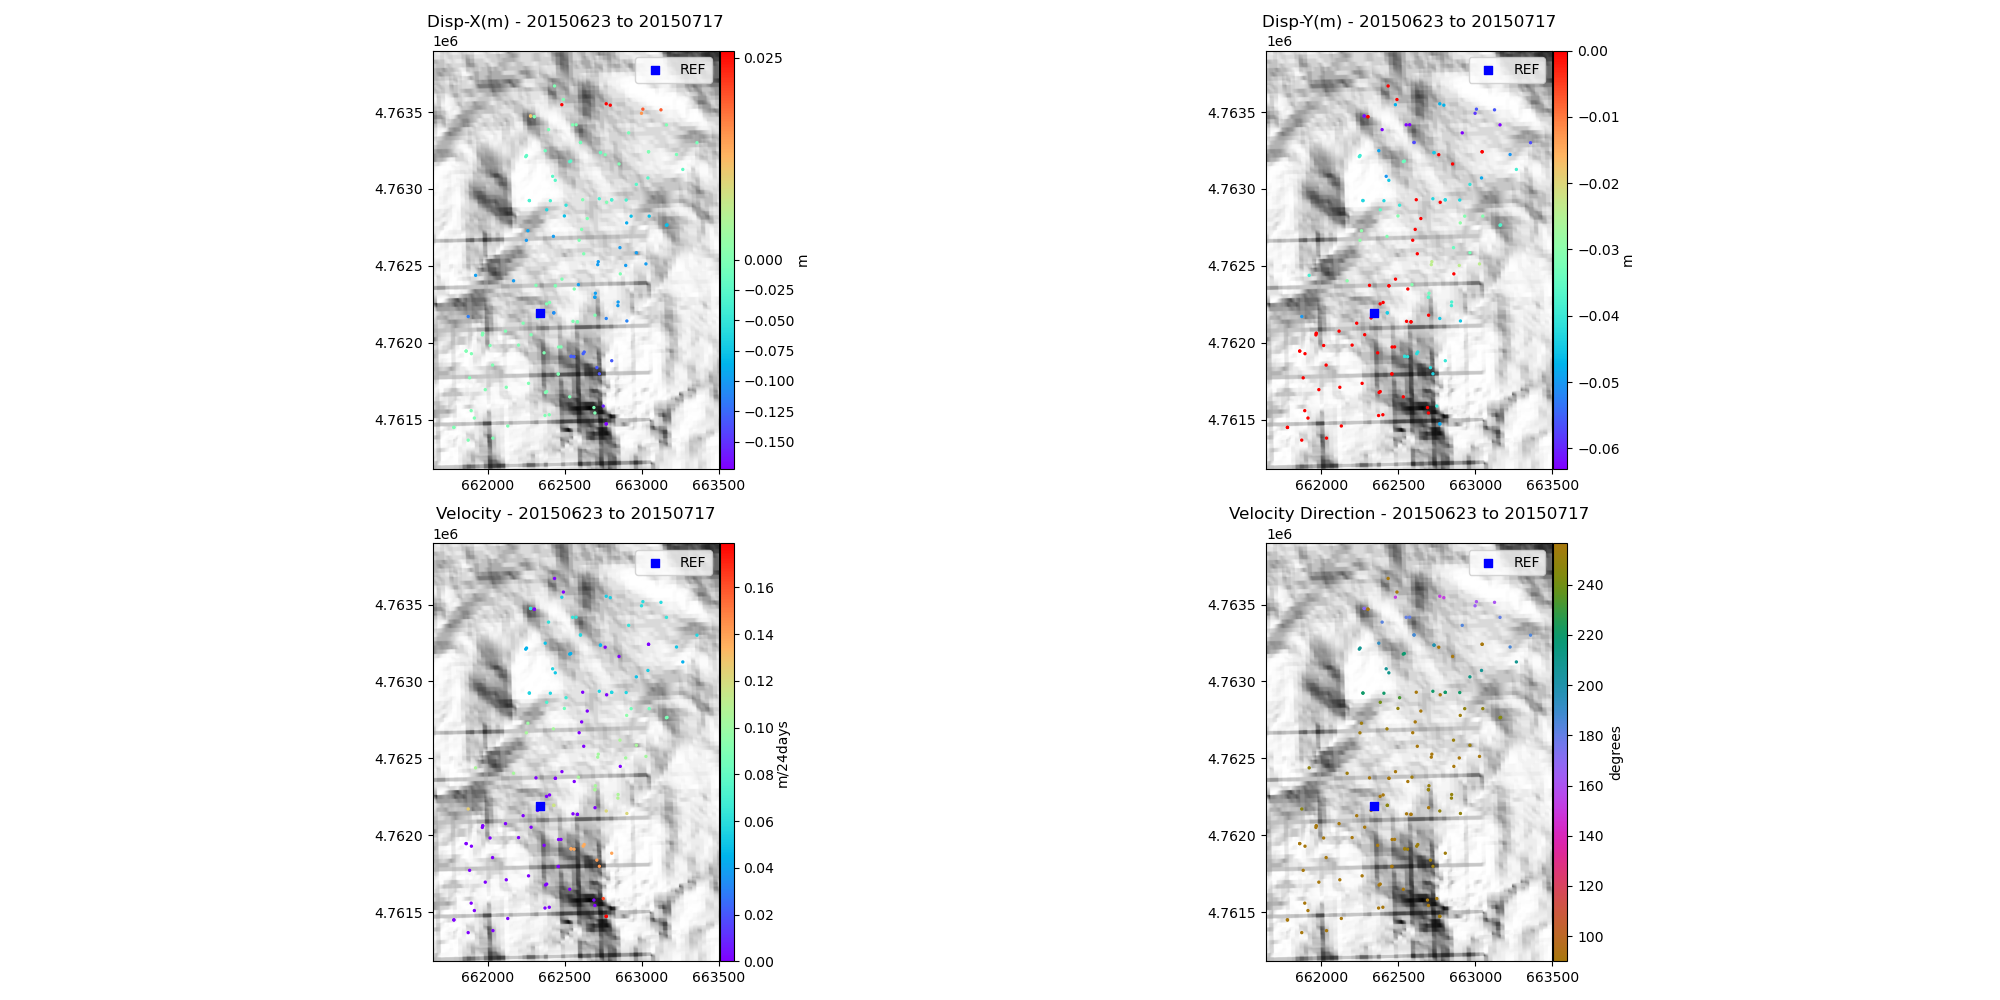 Disp-X(m) - 20150623 to 20150717
1e6
REF
4.7635
4.7630
4.7625
4.7620
4.7615
662000 662500 663000 663500
0.025
0.000
−0.025
−0.050
−0.075
−0.100
−0.125
−0.150
m
Disp-Y(m) - 20150623 to 20150717
1e6
REF
4.7635
4.7630
4.7625
4.7620
4.7615
662000 662500 663000 663500
0.00
−0.01
−0.02
−0.03
−0.04
−0.05
−0.06
m
Velocity - 20150623 to 20150717
1e6
REF
4.7635
4.7630
4.7625
4.7620
4.7615
662000 662500 663000 663500
0.16
0.14
0.12
0.10
0.08
0.06
0.04
0.02
0.00
m/24days
Velocity Direction - 20150623 to 20150717
1e6
REF
4.7635
4.7630
4.7625
4.7620
4.7615
662000 662500 663000 663500
240
220
200
180
160
140
120
100
degrees